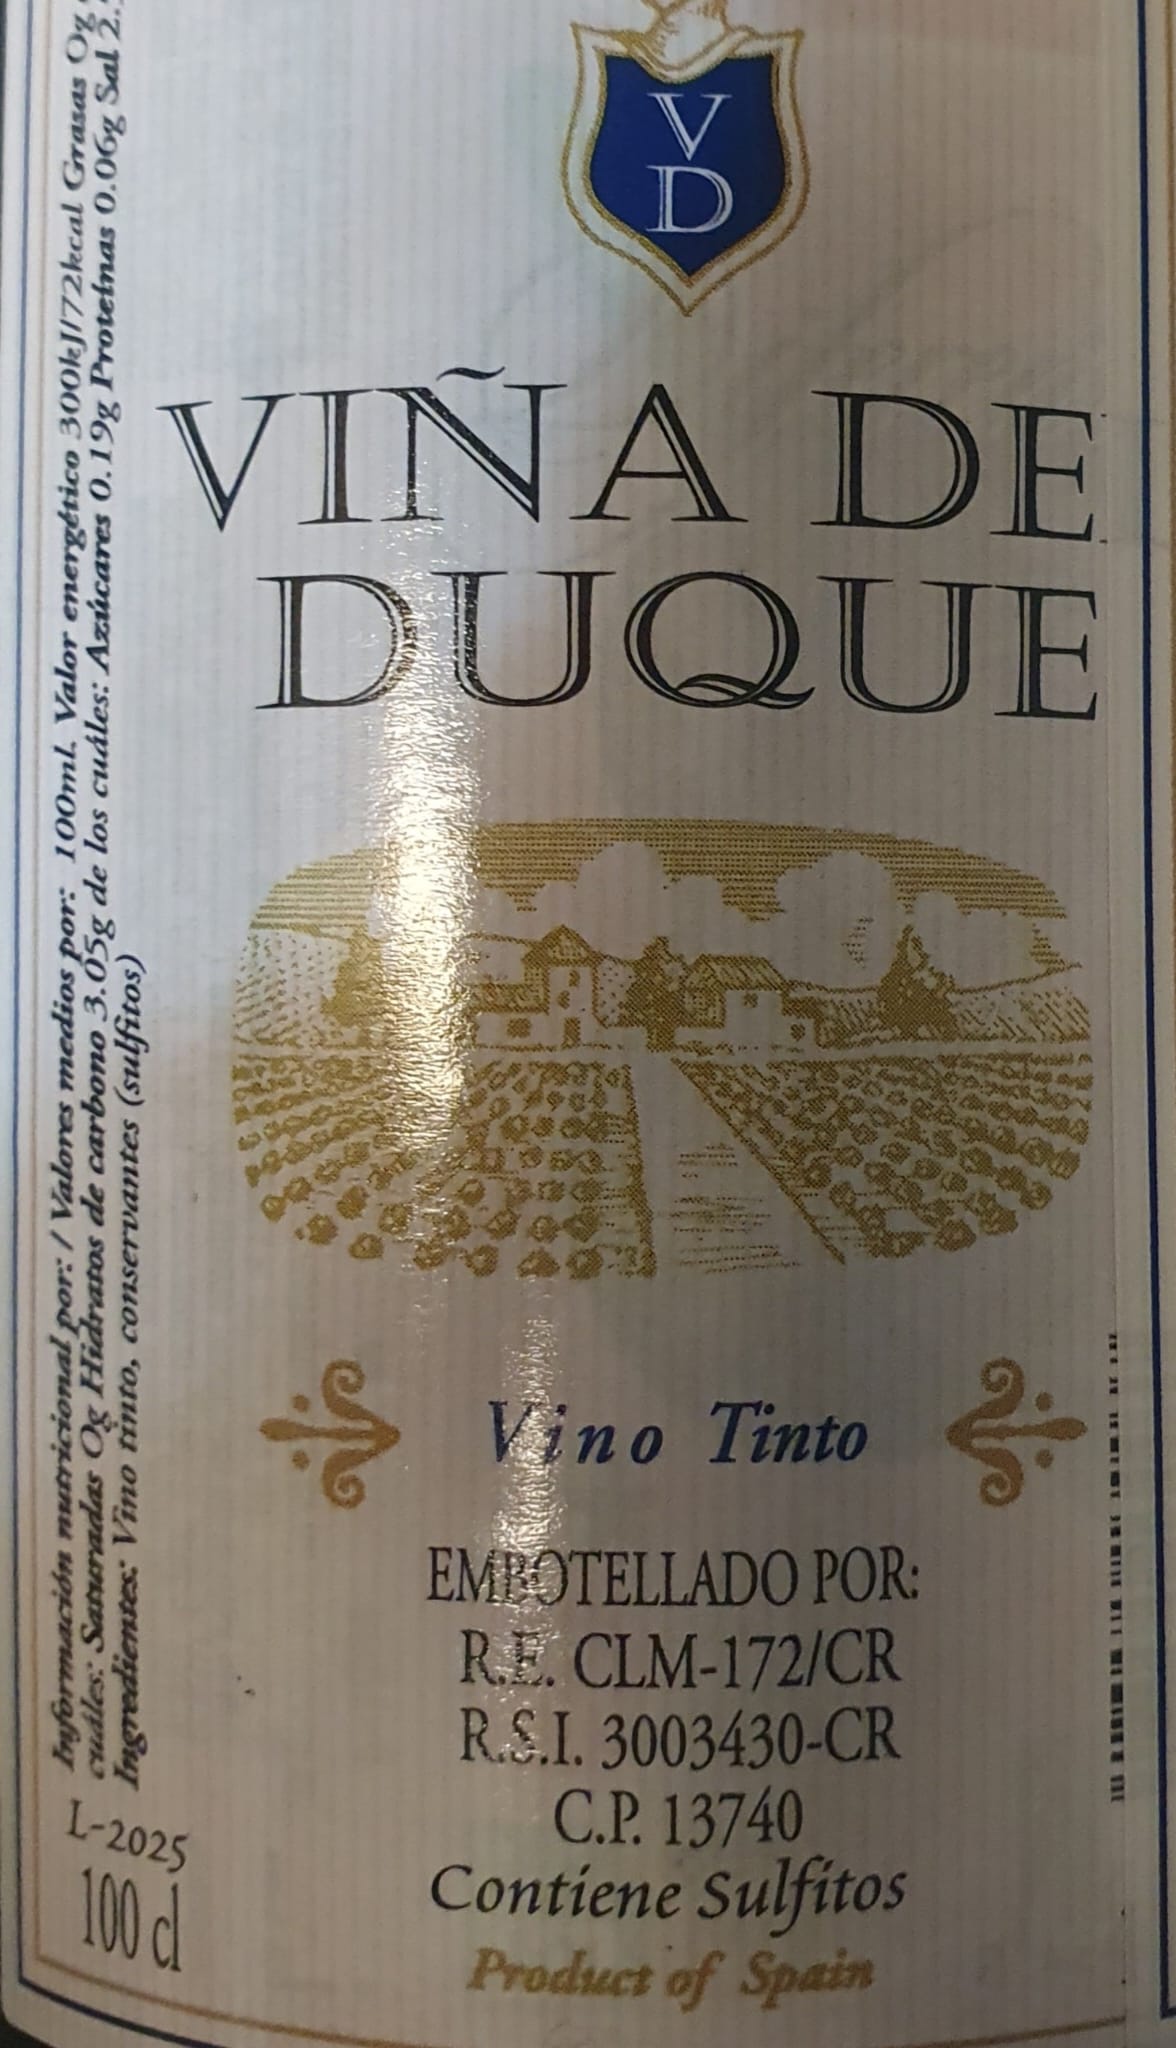 V
D
VIÑA DE
DUQUE
Vino Tinto
EMBOTELLADO POR:
R.E. CLM-172/CR
R.S.I. 3003430-CR
C.P. 13740
Contiene Sulfitos
Product of Spain
Información nutricional por: / Valores medios por: 100ml. Valor energético 300kJ/72kcal Grasas 0g
cuáles: Saturadas 0g Hidratos de carbono 3.05g de los cuáles: Azúcares 0.19g Proteínas 0.06g Sal
Ingredientes: Vino tinto, conservantes (sulfitos)
L-2025
100 cl